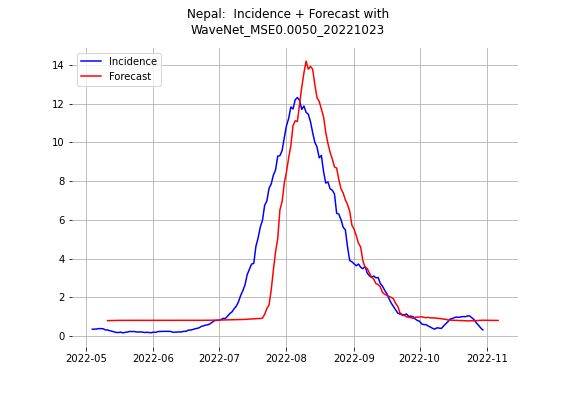 Nepal:  Incidence + Forecast with
WaveNet_MSE0.0050_20221023
Incidence
Forecast
14
12
10
8
6
4
2
0
2022-05 2022-06 2022-07 2022-08 2022-09 2022-10 2022-11